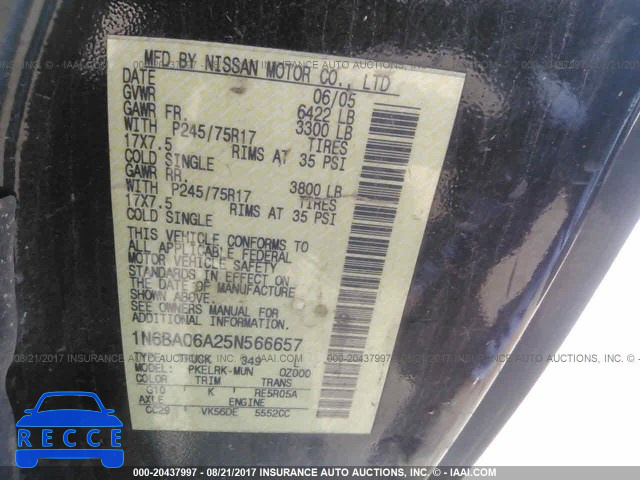 MFD BY NISSAN MOTOR CO., LTD
DATE 06/05
GVWR 6422 LB
GAWR FR. 3300 LB
WITH P245/75R17 TIRES
17X7.5 RIMS AT 35 PSI
COLD SINGLE
GAWR RR. 3800 LB
WITH P245/75R17 TIRES
17X7.5 RIMS AT 35 PSI
COLD SINGLE
THIS VEHICLE CONFORMS TO
ALL APPLICABLE FEDERAL
MOTOR VEHICLE SAFETY
STANDARDS IN EFFECT ON
THE DATE OF MANUFACTURE
SHOWN ABOVE.
SEE OWNERS MANUAL FOR
ADDITIONAL INFORMATION
1N6BA06A25N566657
TYPE: TRUCK 349
MODEL: PKELRK-MUN 0Z000
COLOR TRIM TRANS
G10 K RE5R05A
AXLE ENGINE
CC29 VK56DE 5552CC
RECCE
000-20437997 - 08/21/2017 INSURANCE AUTO AUCTIONS, INC. - © - IAAI.COM